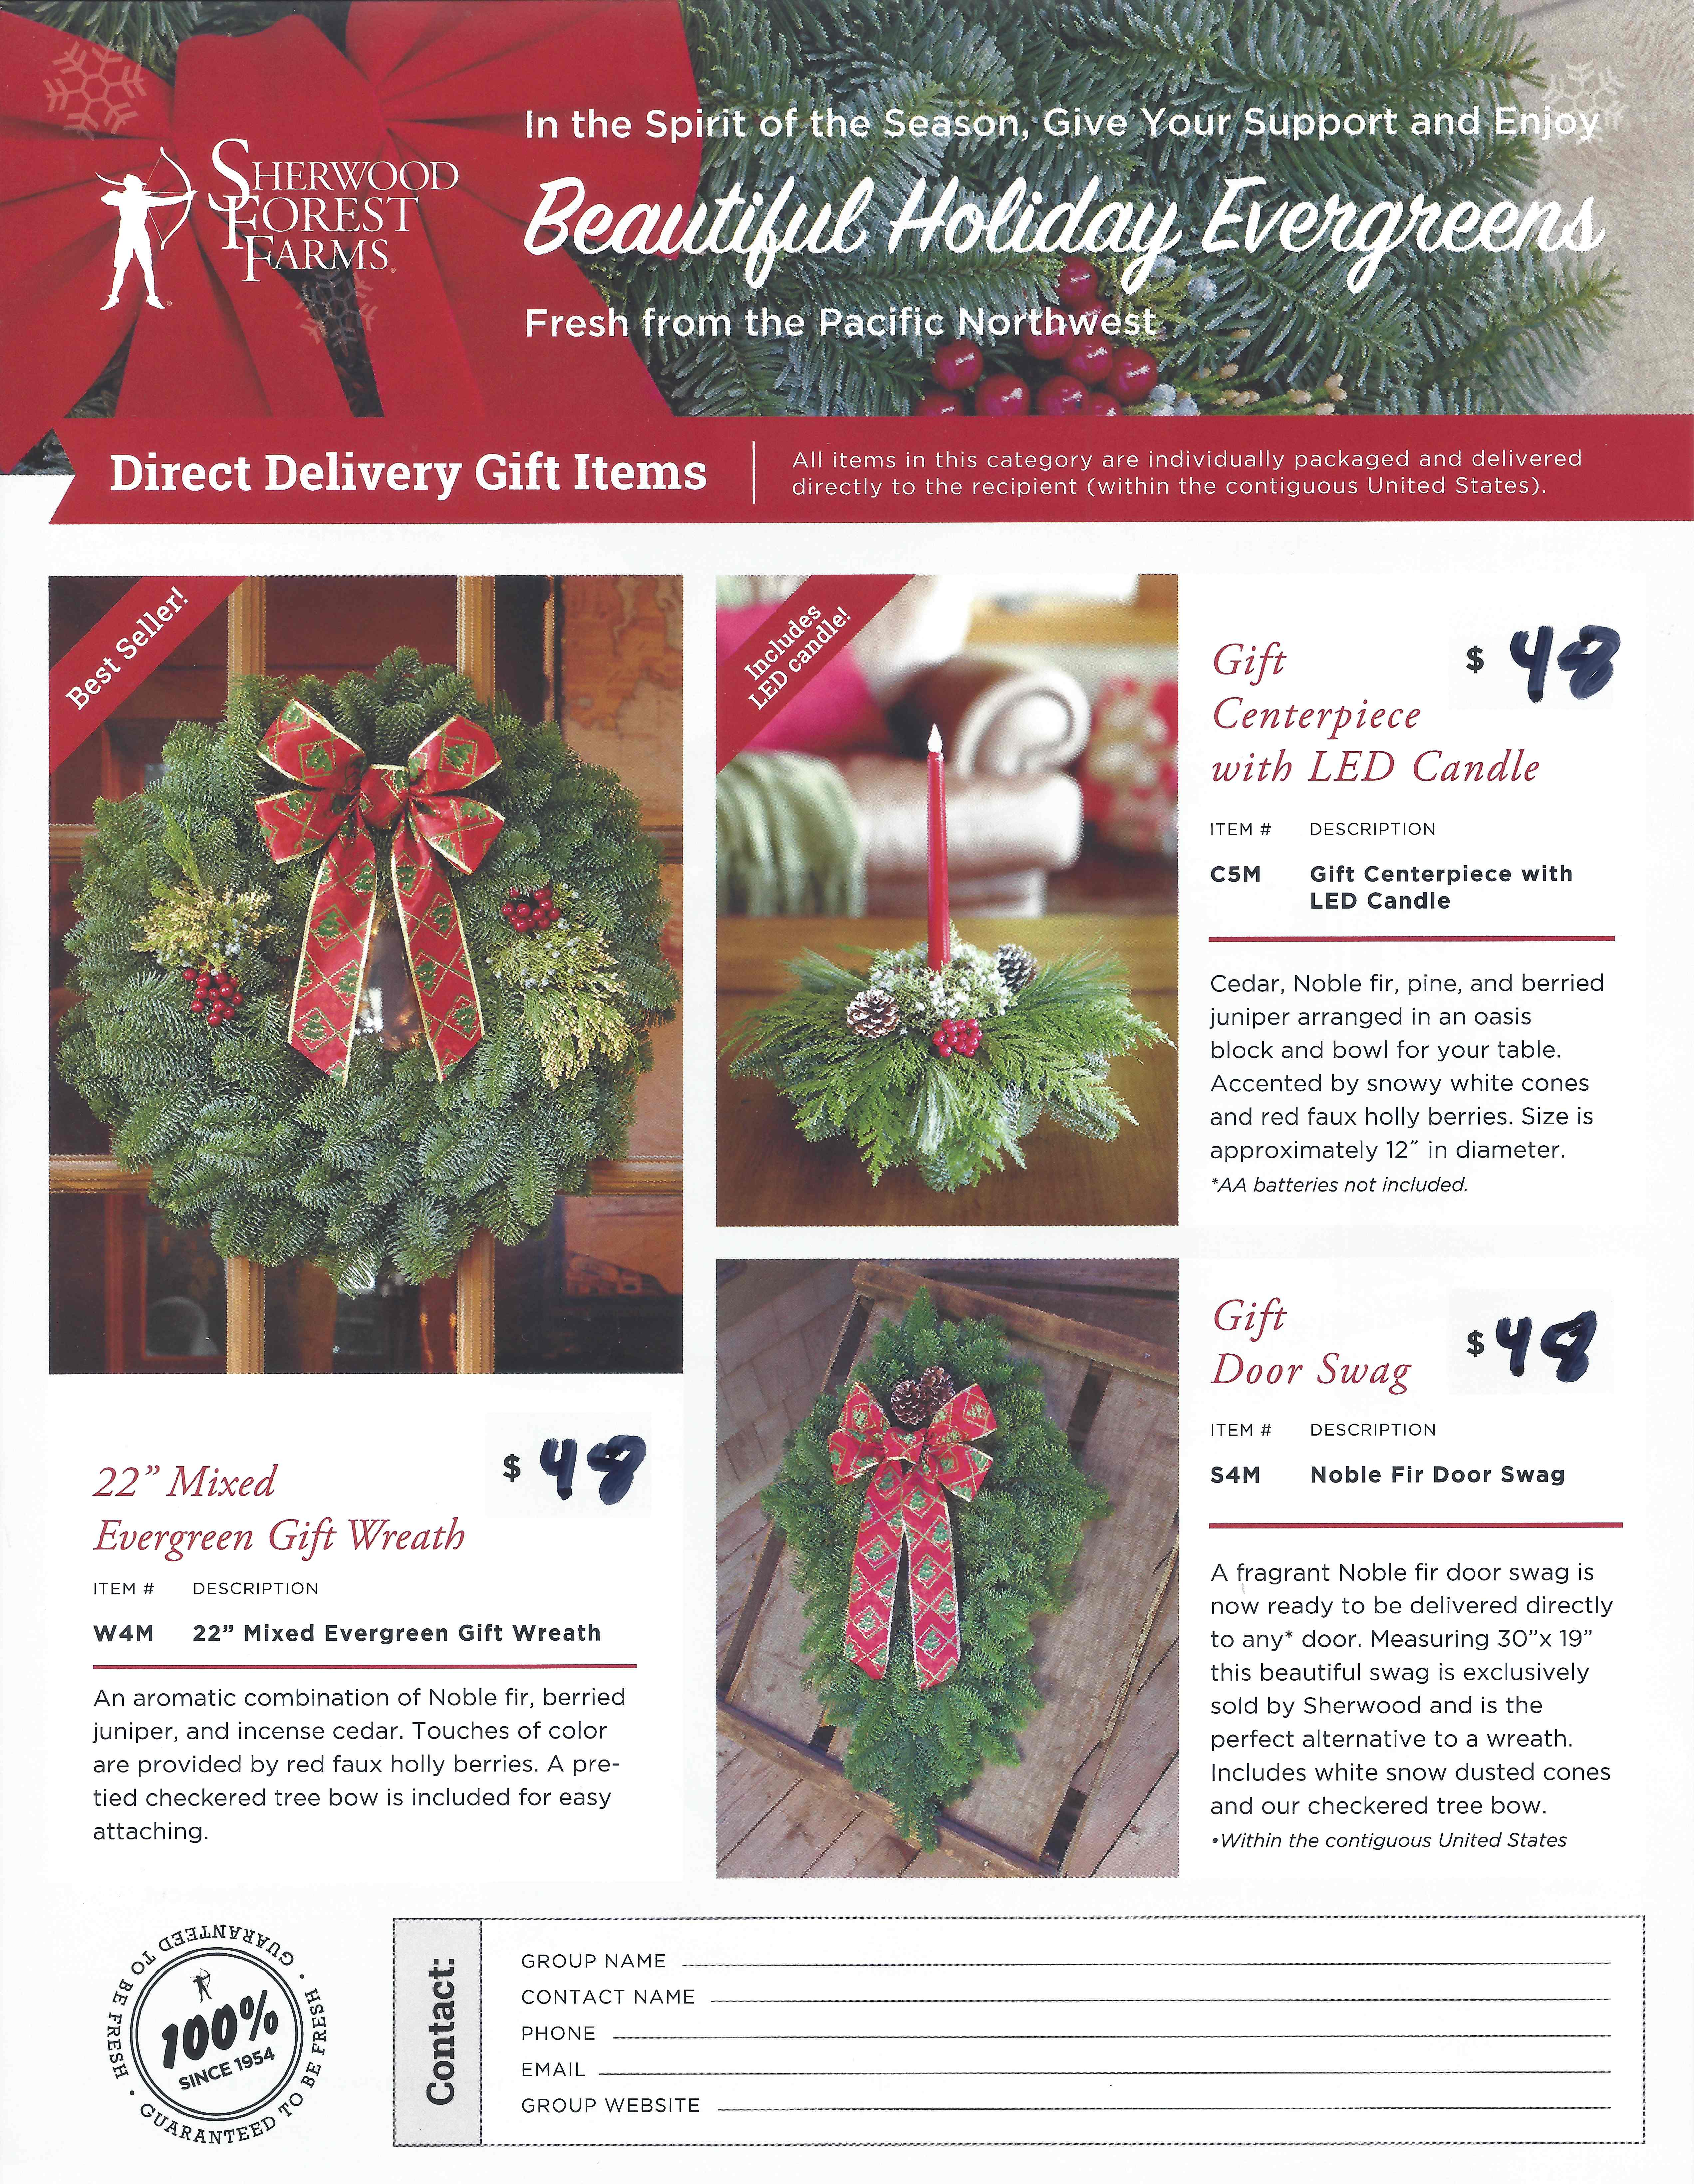 SHERWOOD
FOREST
FARMS
In the Spirit of the Season, Give Your Support and Enjoy
Beautiful Holiday Evergreens
Fresh from the Pacific Northwest
Direct Delivery Gift Items
All items in this category are individually packaged and delivered
directly to the recipient (within the contiguous United States).
Best Seller!
22” Mixed
Evergreen Gift Wreath
$ 48
ITEM # DESCRIPTION
W4M 22” Mixed Evergreen Gift Wreath
An aromatic combination of Noble fir, berried
juniper, and incense cedar. Touches of color
are provided by red faux holly berries. A pre-
tied checkered tree bow is included for easy
attaching.
Includes
LED candle!
Gift
Centerpiece
with LED Candle
$ 48
ITEM # DESCRIPTION
C5M Gift Centerpiece with
LED Candle
Cedar, Noble fir, pine, and berried
juniper arranged in an oasis
block and bowl for your table.
Accented by snowy white cones
and red faux holly berries. Size is
approximately 12″ in diameter.
*AA batteries not included.
Gift
Door Swag
$ 48
ITEM # DESCRIPTION
S4M Noble Fir Door Swag
A fragrant Noble fir door swag is
now ready to be delivered directly
to any* door. Measuring 30”x 19”
this beautiful swag is exclusively
sold by Sherwood and is the
perfect alternative to a wreath.
Includes white snow dusted cones
and our checkered tree bow.
•Within the contiguous United States
GUARANTEED TO BE FRESH • GUARANTEED TO BE FRESH •
100%
SINCE 1954
Contact:
GROUP NAME
CONTACT NAME
PHONE
EMAIL
GROUP WEBSITE